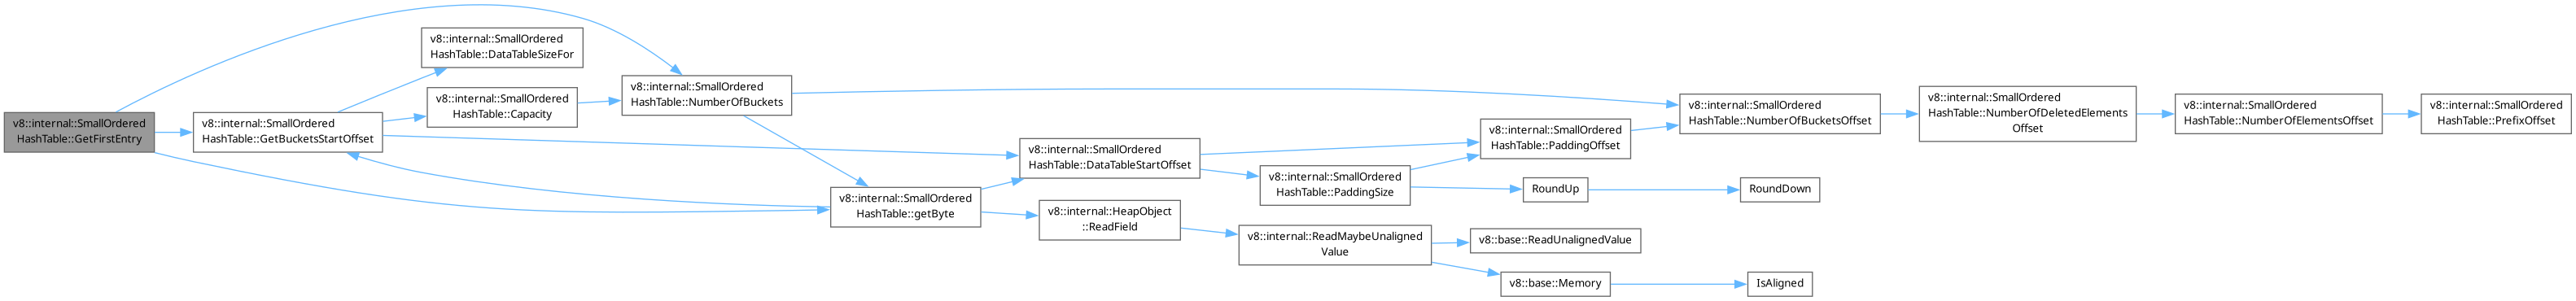 v8::internal::SmallOrdered
HashTable::GetFirstEntry
v8::internal::SmallOrdered
HashTable::GetBucketsStartOffset
v8::internal::SmallOrdered
HashTable::DataTableSizeFor
v8::internal::SmallOrdered
HashTable::Capacity
v8::internal::SmallOrdered
HashTable::NumberOfBuckets
v8::internal::SmallOrdered
HashTable::getByte
v8::internal::SmallOrdered
HashTable::DataTableStartOffset
v8::internal::HeapObject
::ReadField
v8::internal::SmallOrdered
HashTable::PaddingSize
v8::internal::ReadMaybeUnaligned
Value
v8::internal::SmallOrdered
HashTable::PaddingOffset
RoundUp
v8::base::ReadUnalignedValue
v8::base::Memory
v8::internal::SmallOrdered
HashTable::NumberOfBucketsOffset
RoundDown
IsAligned
v8::internal::SmallOrdered
HashTable::NumberOfDeletedElements
Offset
v8::internal::SmallOrdered
HashTable::NumberOfElementsOffset
v8::internal::SmallOrdered
HashTable::PrefixOffset